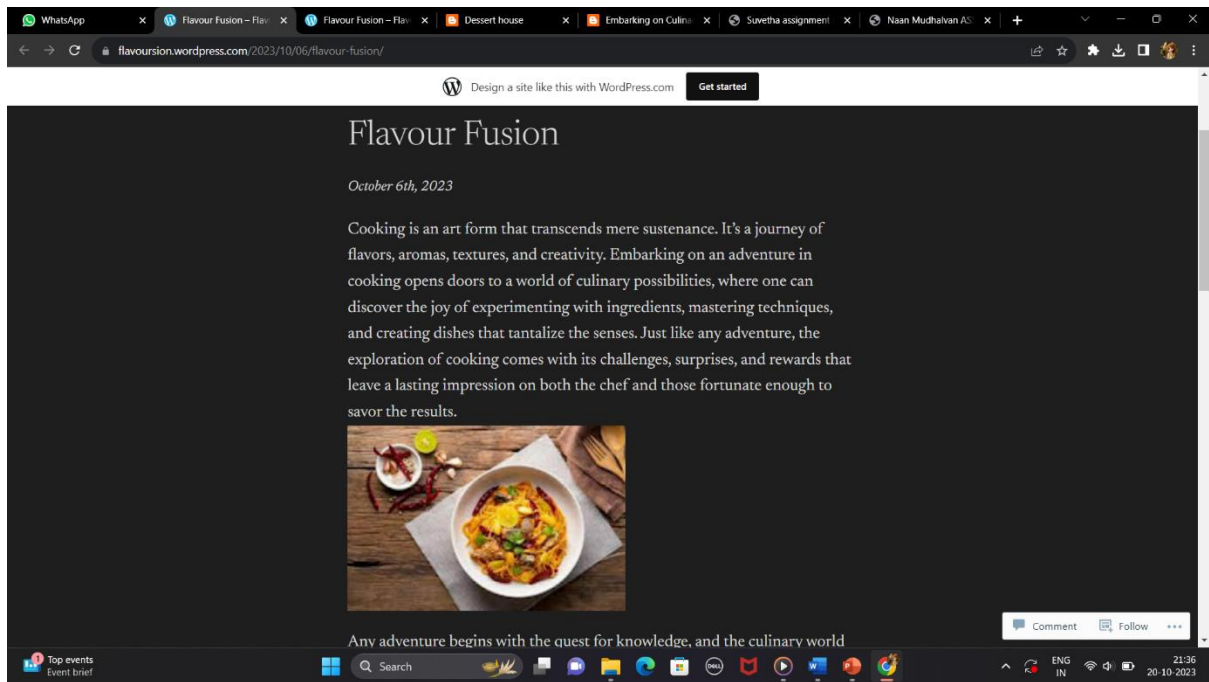 WhatsApp
Flavour Fusion – Flav
Flavour Fusion – Flav
Dessert house
Embarking on Culina
Suvetha assignment
Naan Mudhalvan AS
flavoursion.wordpress.com/2023/10/06/flavour-fusion/
Design a site like this with WordPress.com
Get started
Flavour Fusion
October 6th, 2023
Cooking is an art form that transcends mere sustenance. It's a journey of
flavors, aromas, textures, and creativity. Embarking on an adventure in
cooking opens doors to a world of culinary possibilities, where one can
discover the joy of experimenting with ingredients, mastering techniques,
and creating dishes that tantalize the senses. Just like any adventure, the
exploration of cooking comes with its challenges, surprises, and rewards that
leave a lasting impression on both the chef and those fortunate enough to
savor the results.
Any adventure begins with the quest for knowledge, and the culinary world
Comment
Follow
1
Top events
Event brief
Search
DELL
ENG
IN
21:36
20-10-2023